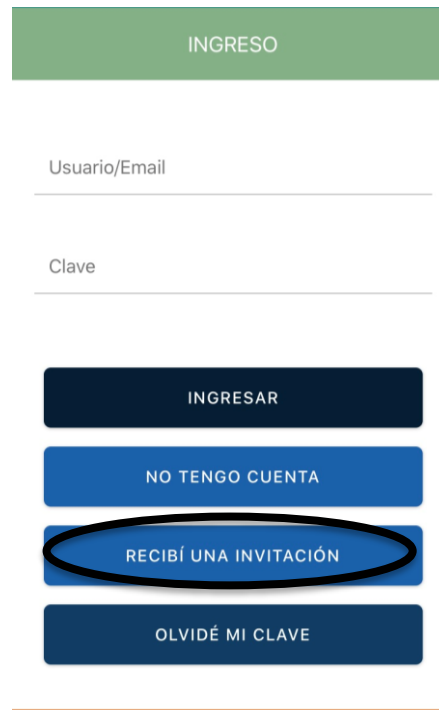 INGRESO
Usuario/Email
Clave
INGRESAR
NO TENGO CUENTA
RECIBÍ UNA INVITACIÓN
OLVIDÉ MI CLAVE